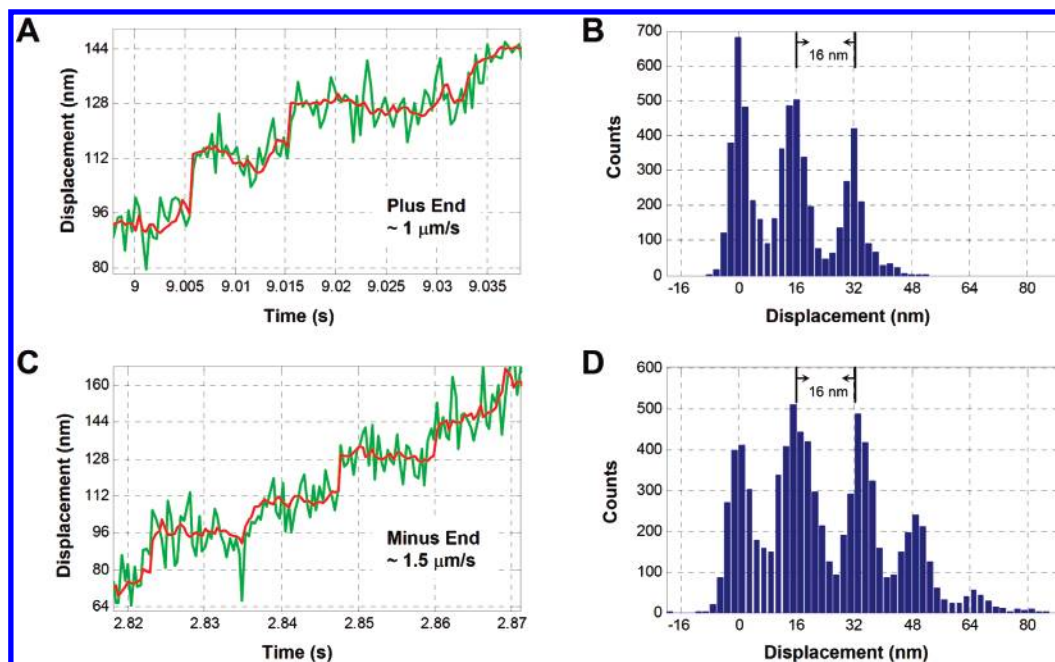 A
144
128
112
96
80
Displacement (nm)
Plus End
~ 1 μm/s
9 9.005 9.01 9.015 9.02 9.025 9.03 9.035
Time (s)
B
700
600
500
400
300
200
100
0
Counts
16 nm
-16 0 16 32 48 64 80
Displacement (nm)
C
160
144
128
112
96
80
64
Displacement (nm)
Minus End
~ 1.5 μm/s
2.82 2.83 2.84 2.85 2.86 2.87
Time (s)
D
600
500
400
300
200
100
0
Counts
16 nm
-16 0 16 32 48 64 80
Displacement (nm)